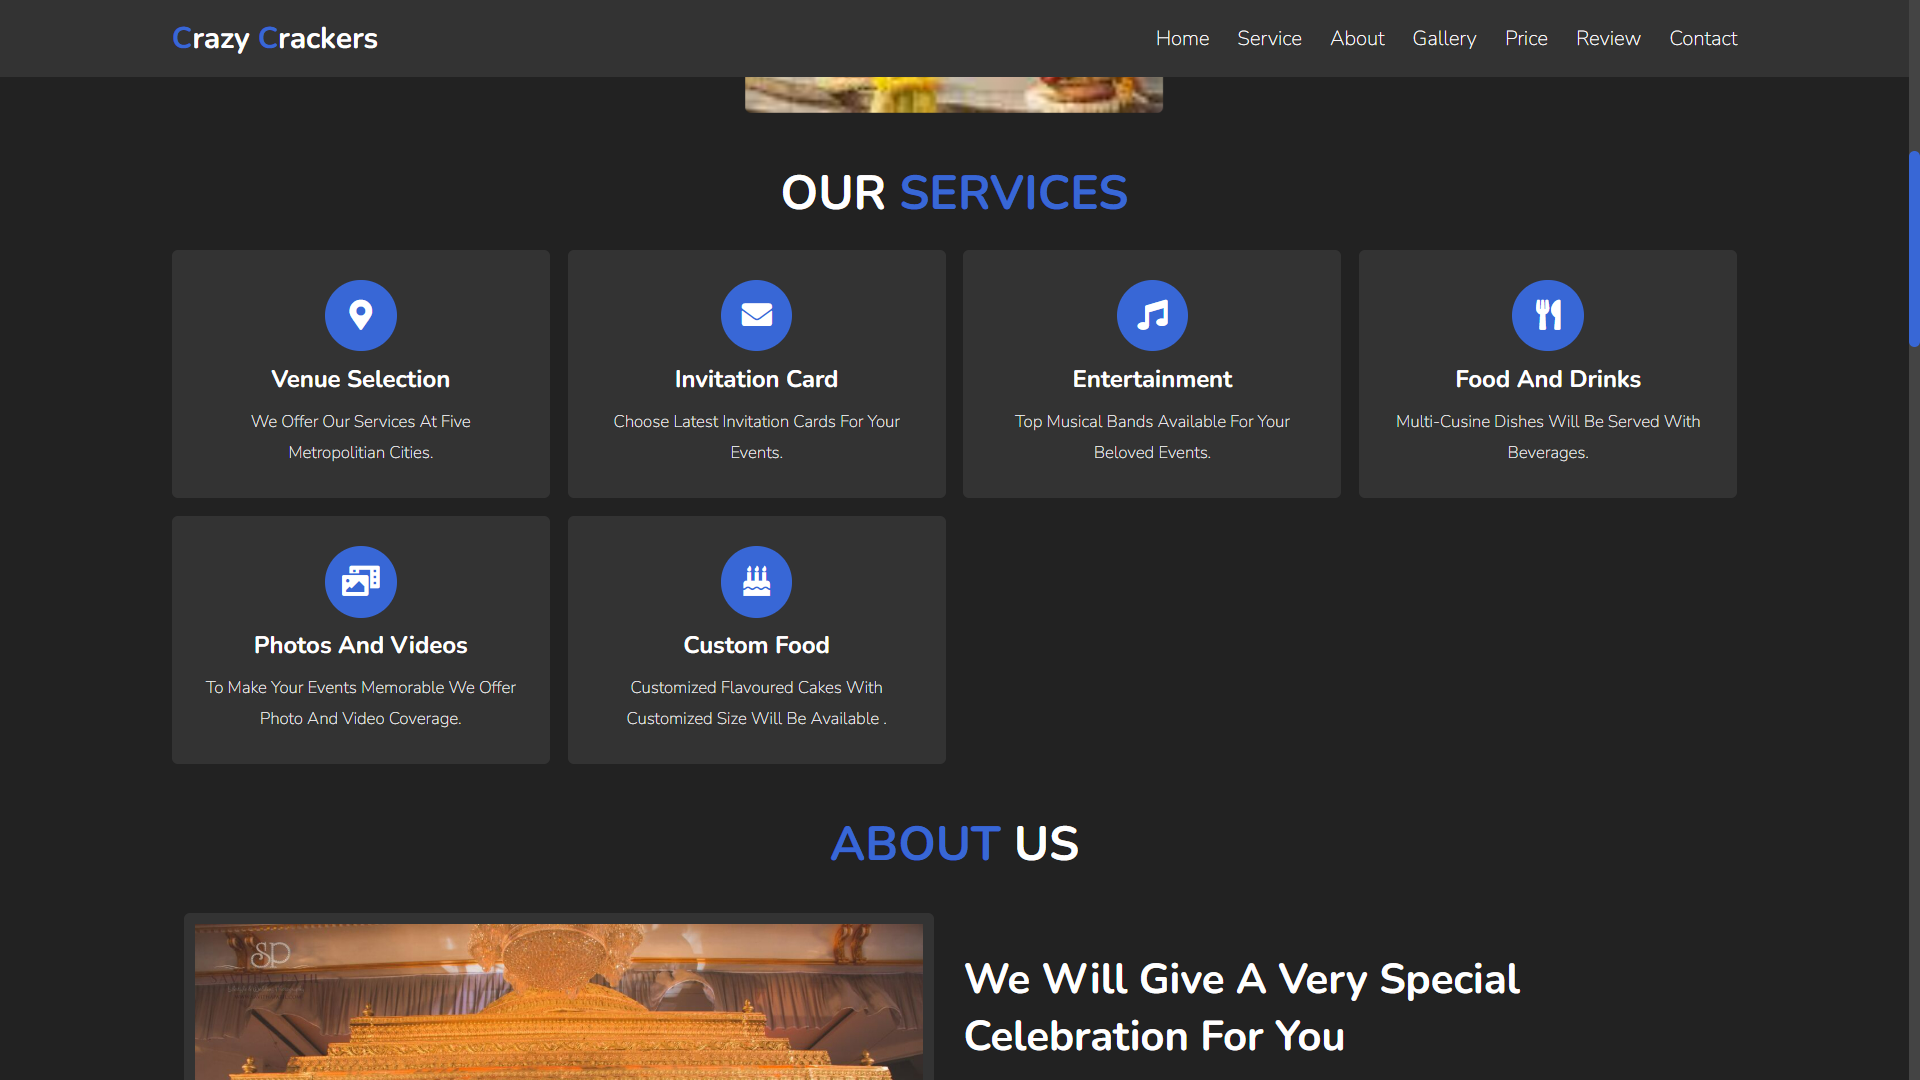 Crazy Crackers
Home Service About Gallery Price Review Contact
OUR SERVICES
Venue Selection
We Offer Our Services At Five
Metropolitian Cities.
Invitation Card
Choose Latest Invitation Cards For Your
Events.
Entertainment
Top Musical Bands Available For Your
Beloved Events.
Food And Drinks
Multi-Cusine Dishes Will Be Served With
Beverages.
Photos And Videos
To Make Your Events Memorable We Offer
Photo And Video Coverage.
Custom Food
Customized Flavoured Cakes With
Customized Size Will Be Available .
ABOUT US
SP
We Will Give A Very Special
Celebration For You